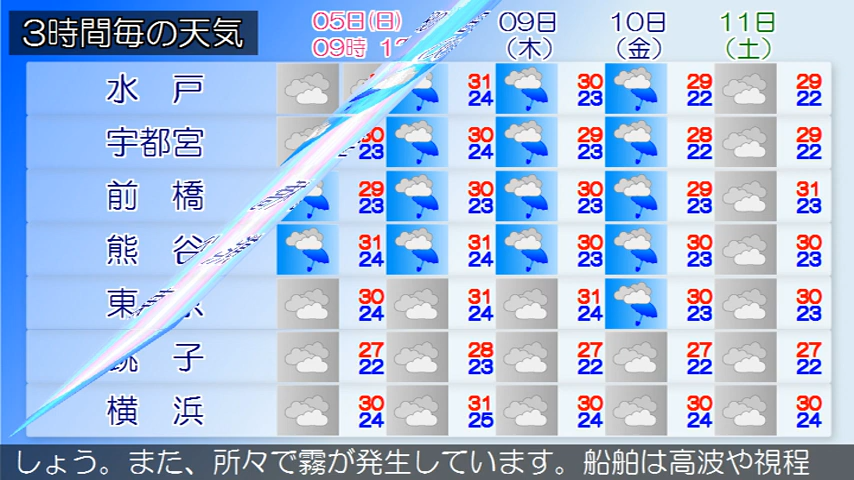 3時間毎の天気
05日(日) 09日 10日 11日
09時 (木) (金) (土)
水 戸 31 30 29 29
24 23 22 22
宇都宮 30 30 29 28 29
23 24 23 22 22
前 橋 29 30 30 29 31
23 23 23 23 23
熊 谷 31 31 30 30 30
24 24 23 23 23
東 30 31 31 30 30
24 24 24 23 23
銚 子 27 28 27 27 27
22 23 22 22 22
横 浜 30 31 30 30 30
24 25 24 24 24
しょう。また、所々で霧が発生しています。船舶は高波や視程